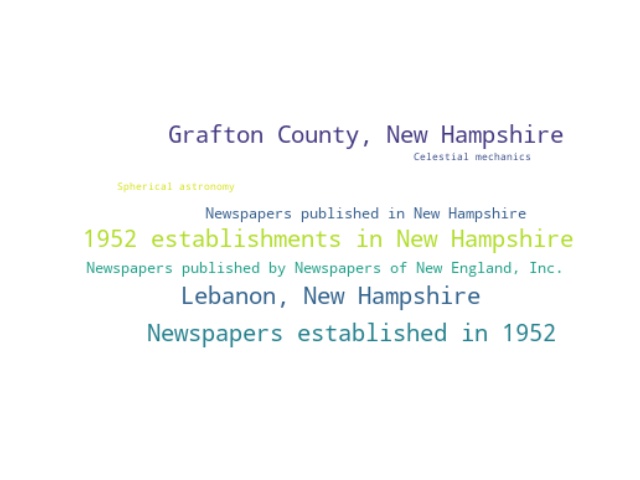 Grafton County, New Hampshire
Celestial mechanics
Spherical astronomy
Newspapers published in New Hampshire
1952 establishments in New Hampshire
Newspapers published by Newspapers of New England, Inc.
Lebanon, New Hampshire
Newspapers established in 1952